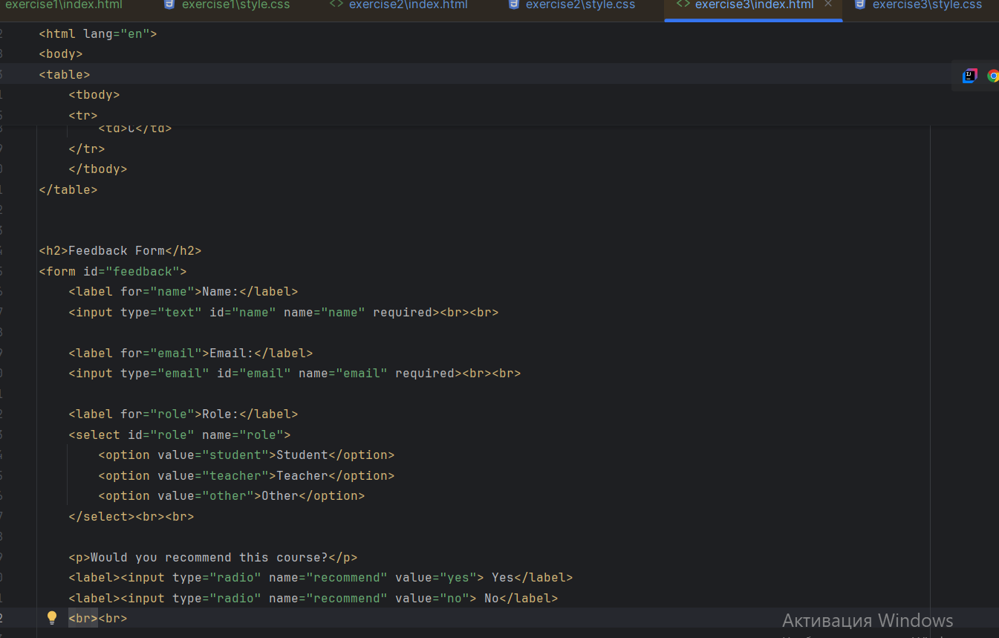 exercise1\index.html exercise1\style.css <> exercise2\index.html exercise2\style.css <> exercise3\index.html × exercise3\style.css
<html lang="en">
<body>
<table>
<tbody>
<tr>
<td>C</td>
</tr>
</tbody>
</table>
<h2>Feedback Form</h2>
<form id="feedback">
<label for="name">Name:</label>
<input type="text" id="name" name="name" required><br><br>
<label for="email">Email:</label>
<input type="email" id="email" name="email" required><br><br>
<label for="role">Role:</label>
<select id="role" name="role">
<option value="student">Student</option>
<option value="teacher">Teacher</option>
<option value="other">Other</option>
</select><br><br>
<p>Would you recommend this course?</p>
<label><input type="radio" name="recommend" value="yes"> Yes</label>
<label><input type="radio" name="recommend" value="no"> No</label>
<br><br>
Активация Windows